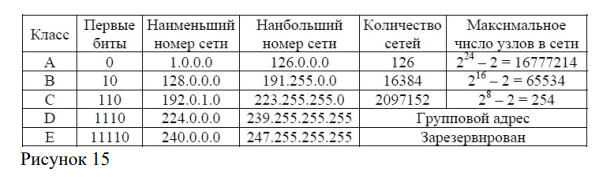 Класс Первые биты Наименьший номер сети Наибольший номер сети Количество сетей Максимальное число узлов в сети
A 0 1.0.0.0 126.0.0.0 126 2^24 – 2 = 16777214
B 10 128.0.0.0 191.255.0.0 16384 2^16 – 2 = 65534
C 110 192.0.1.0 223.255.255.0 2097152 2^8 – 2 = 254
D 1110 224.0.0.0 239.255.255.255 Групповой адрес
E 11110 240.0.0.0 247.255.255.255 Зарезервирован
Рисунок 15